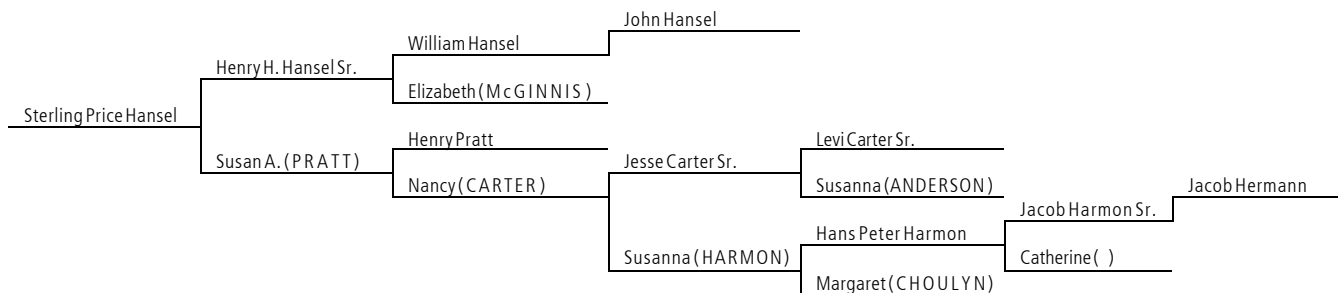 John Hansel
William Hansel
Henry H. Hansel Sr.
Elizabeth (McGINNIS)
Sterling Price Hansel
Henry Pratt
Levi Carter Sr.
Susan A. (PRATT)
Jesse Carter Sr.
Nancy (CARTER)
Susanna (ANDERSON)
Jacob Hermann
Jacob Harmon Sr.
Hans Peter Harmon
Susanna (HARMON)
Catherine ( )
Margaret (CHOULYN)